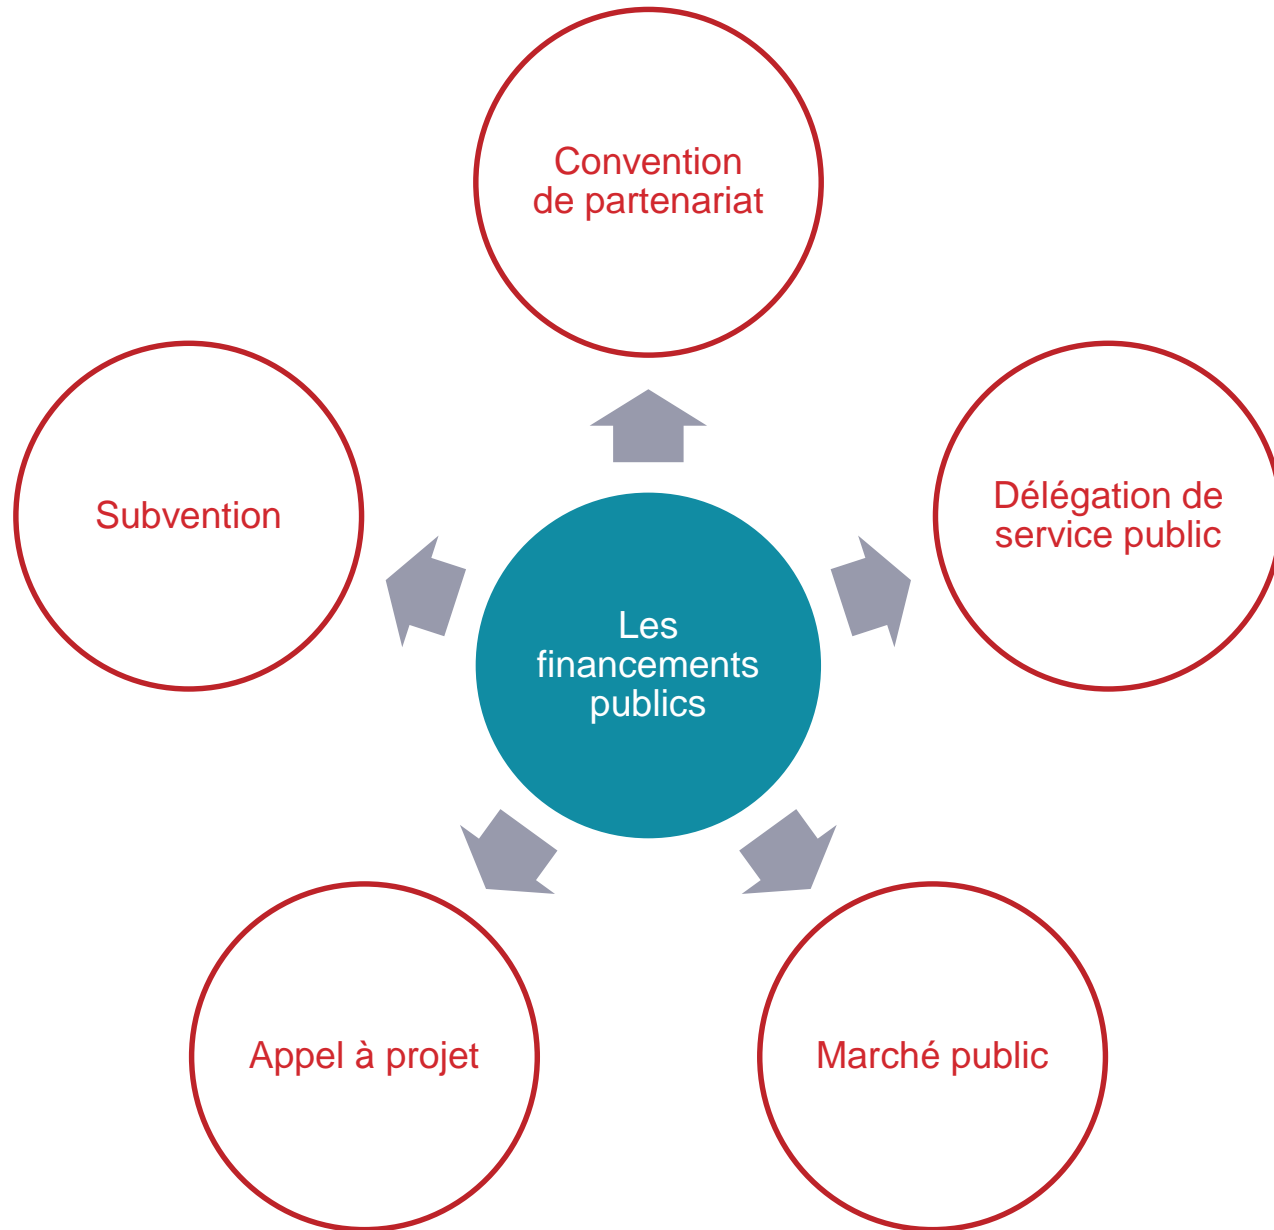 Convention
de partenariat
Subvention
Délégation de
service public
Les
financements
publics
Appel à projet
Marché public